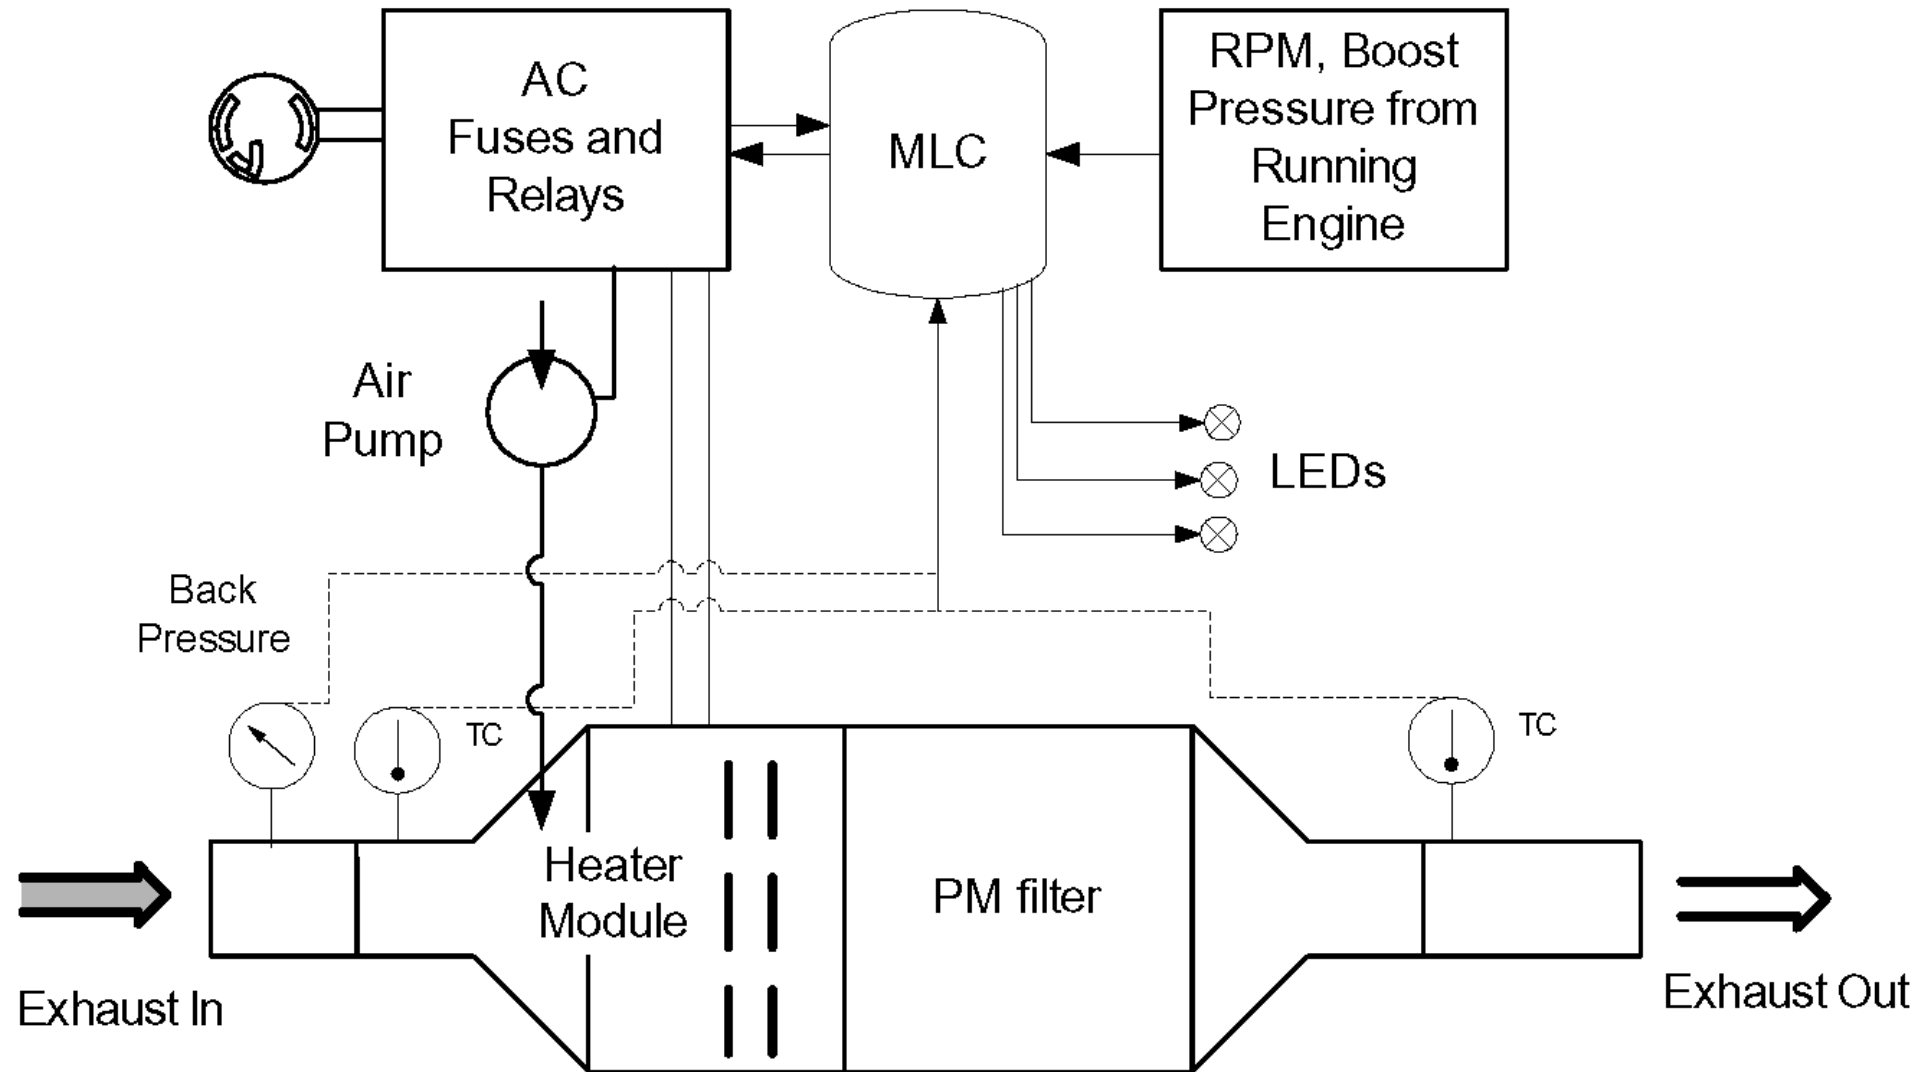 AC
Fuses and
Relays
MLC
RPM, Boost
Pressure from
Running
Engine
Air
Pump
LEDs
Back
Pressure
TC
TC
Heater
Module
PM filter
Exhaust In
Exhaust Out